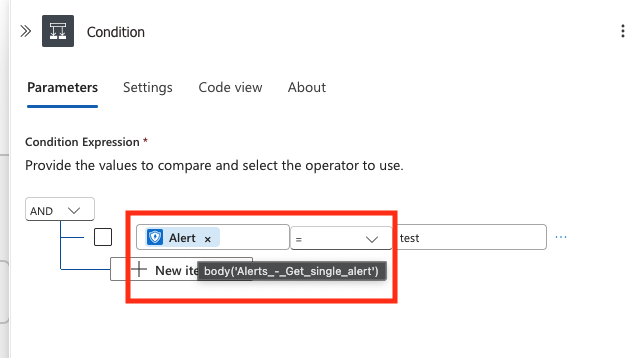 Condition
Parameters Settings Code view About
Condition Expression *
Provide the values to compare and select the operator to use.
AND
Alert × = test
New ite
body('Alerts_-_Get_single_alert')